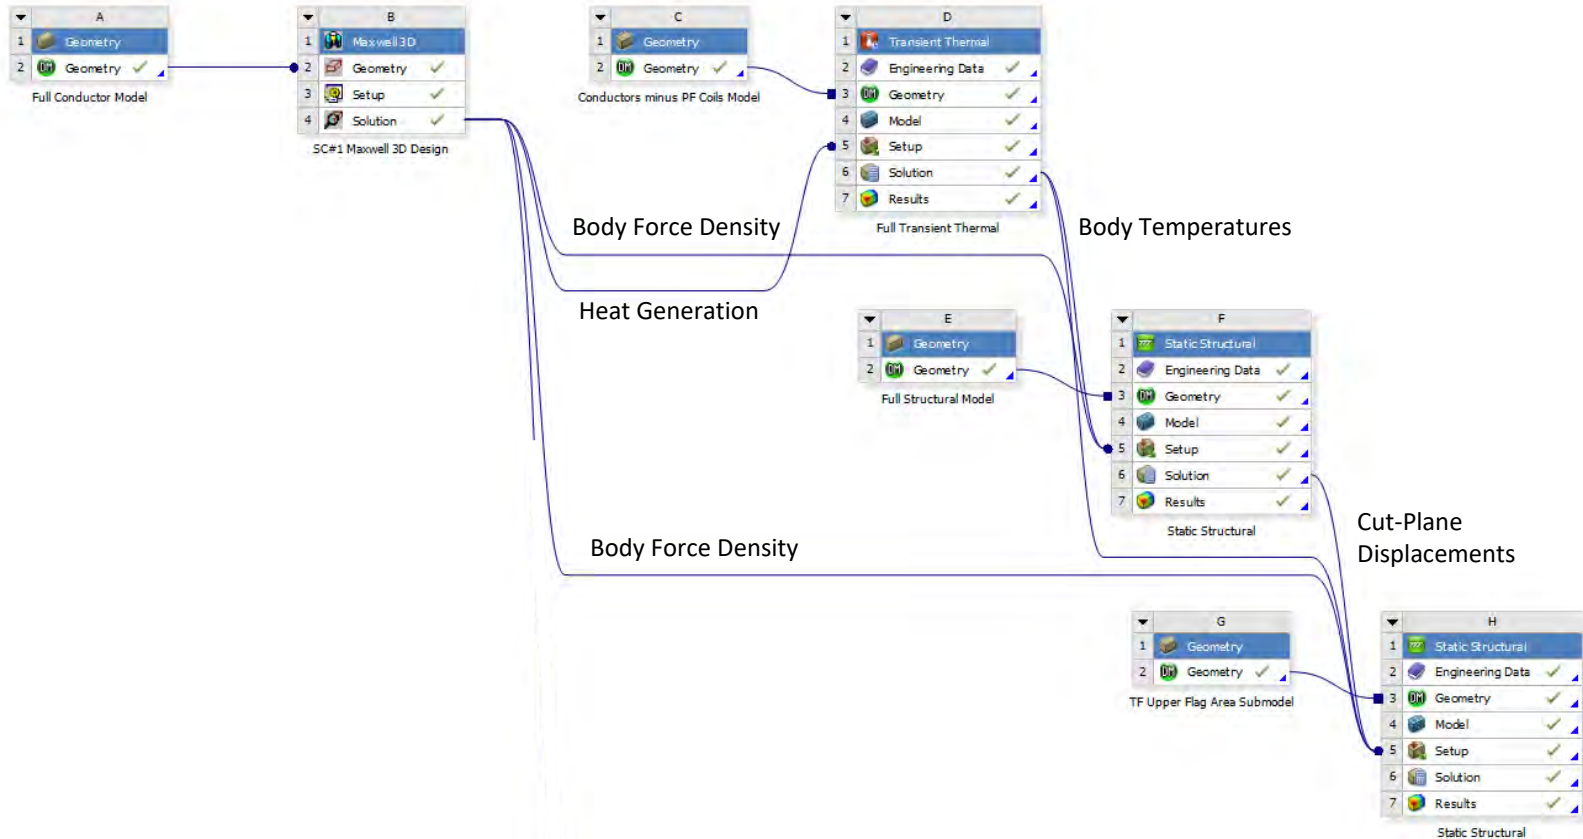 A
1 Geometry
2 Geometry
Full Conductor Model
B
1 Maxwell 3D
2 Geometry
3 Setup
4 Solution
SC#1 Maxwell 3D Design
C
1 Geometry
2 Geometry
Conductors minus PF Coils Model
D
1 Transient Thermal
2 Engineering Data
3 Geometry
4 Model
5 Setup
6 Solution
7 Results
Full Transient Thermal
Body Force Density
Body Temperatures
Heat Generation
E
1 Geometry
2 Geometry
Full Structural Model
F
1 Static Structural
2 Engineering Data
3 Geometry
4 Model
5 Setup
6 Solution
7 Results
Static Structural
Cut-Plane
Displacements
Body Force Density
G
1 Geometry
2 Geometry
TF Upper Flag Area Submodel
H
1 Static Structural
2 Engineering Data
3 Geometry
4 Model
5 Setup
6 Solution
7 Results
Static Structural